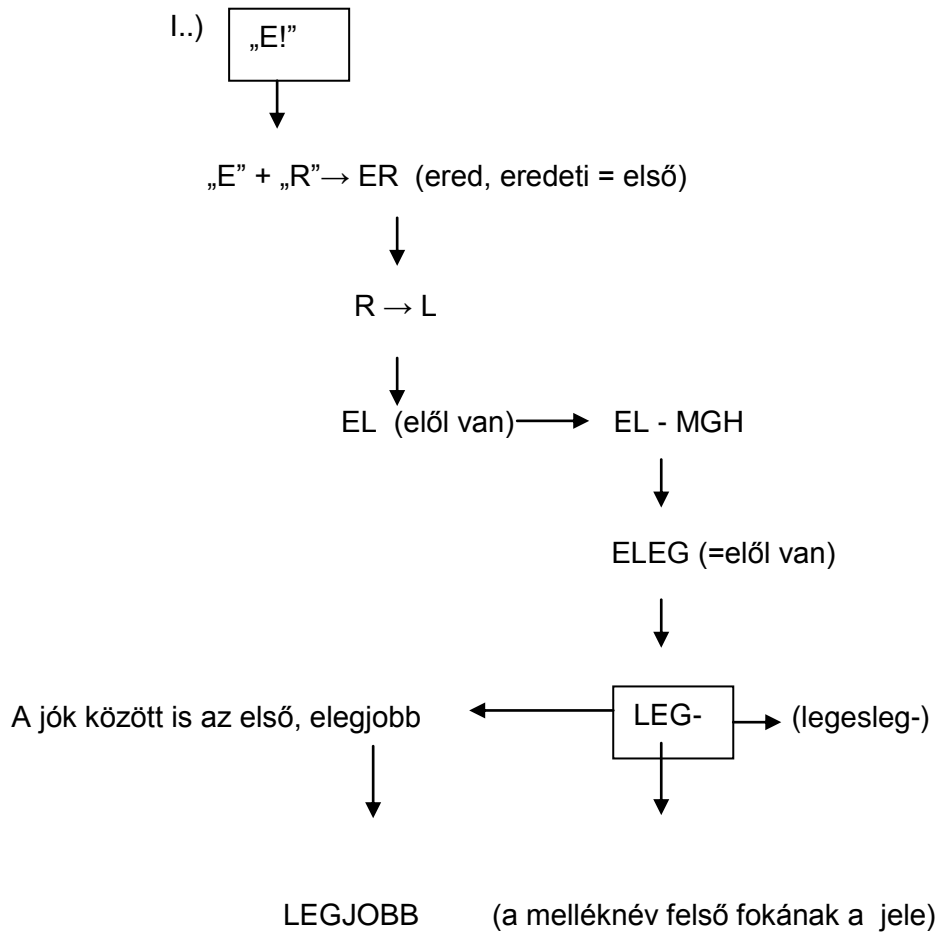 I..) „E!”
„E” + „R”→ ER (ered, eredeti = első)
R → L
EL (elől van) EL - MGH
ELEG (=elől van)
A jók között is az első, elegjobb LEG- (legesleg-)
LEGJOBB (a melléknév felső fokának a jele)